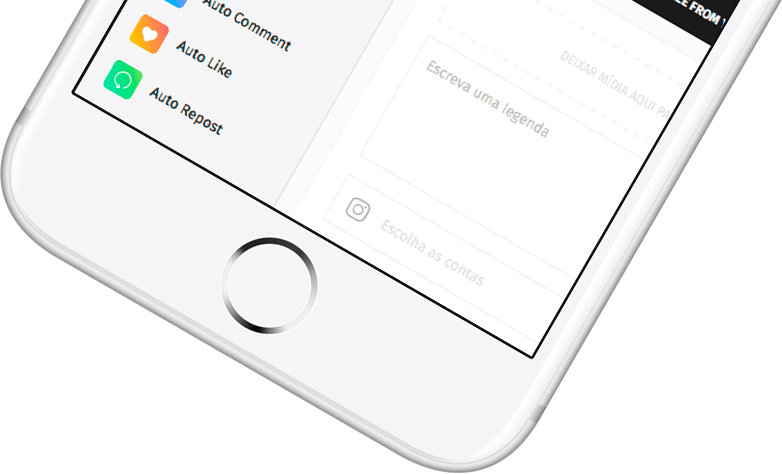 Auto Comment
Auto Like
Auto Repost
FROM
DEIXAR MÍDIA AQUI
Escreva uma legenda
Escolha as contas